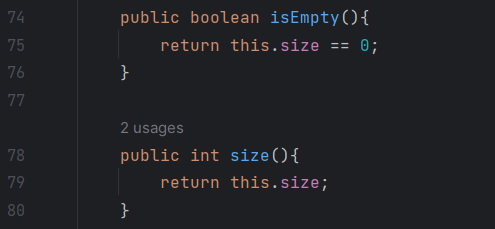 74 public boolean isEmpty(){
75 return this.size == 0;
76 }
77
2 usages
78 public int size(){
79 return this.size;
80 }